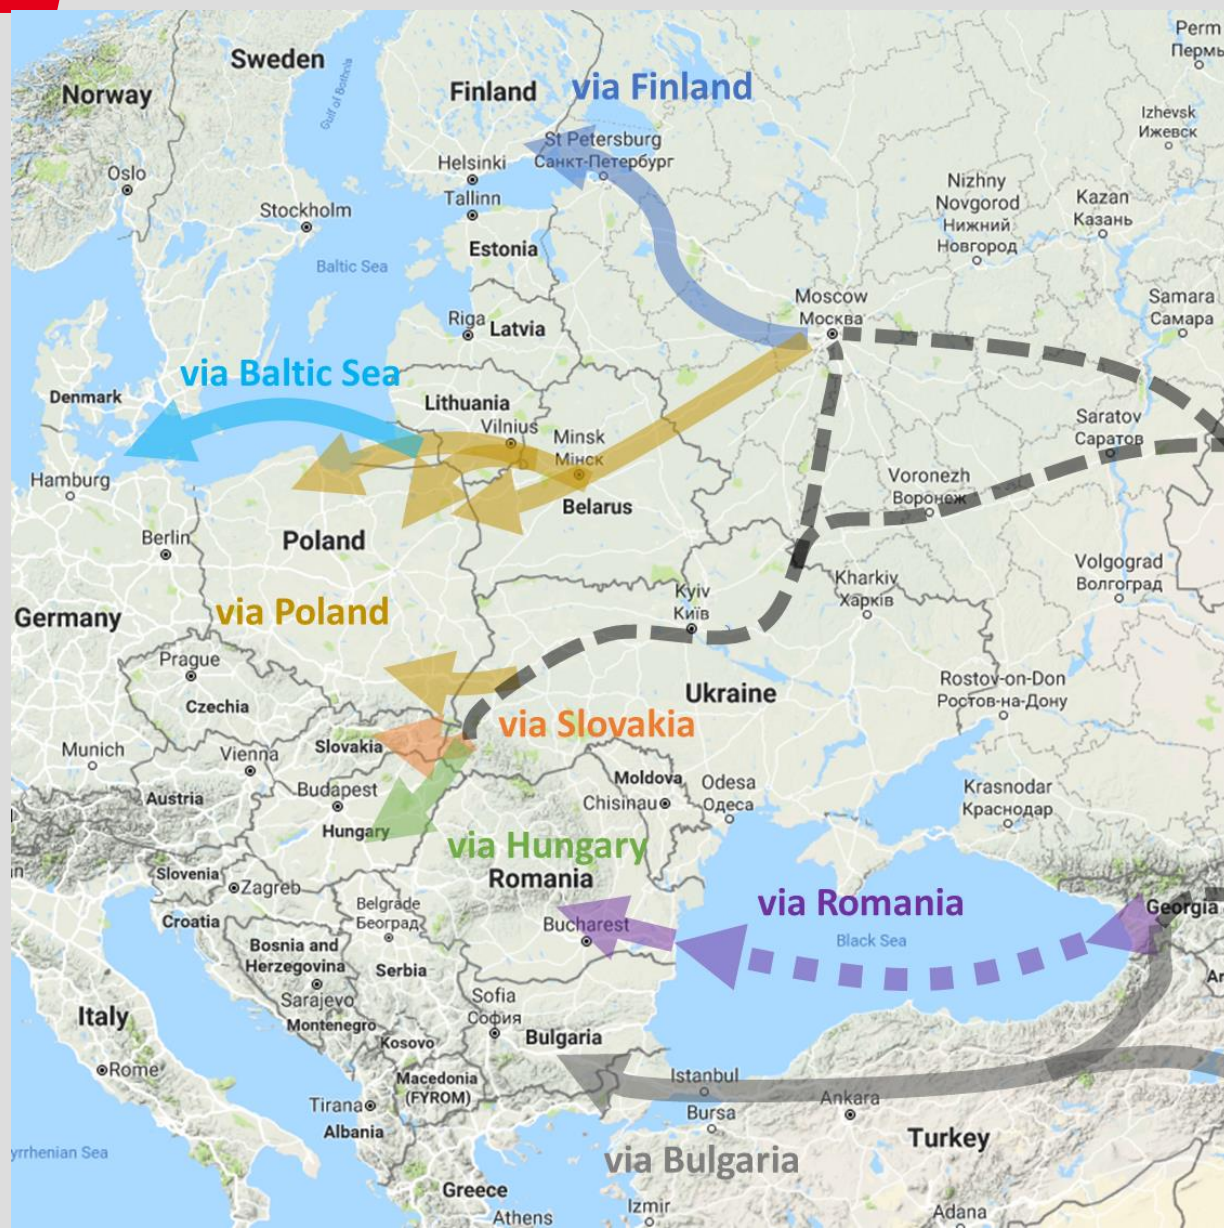 Perm
Пермь
Sweden
Norway
Finland
via Finland
Gulf of Bothnia
Izhevsk
Ижевск
St Petersburg
Санкт-Петербург
Helsinki
Oslo
Tallinn
Nizhny
Novgorod
Нижний
Новгород
Kazan
Казань
Stockholm
Estonia
Baltic Sea
Moscow
Москва
Samara
Самара
Riga
Latvia
via Baltic Sea
Denmark
Lithuania
Vilnius
Minsk
Мінск
Saratov
Саратов
Hamburg
Voronezh
Воронеж
Belarus
Berlin
Poland
Volgograd
Волгоград
Kharkiv
Харків
Kyiv
Київ
Germany
via Poland
Prague
Czechia
Ukraine
Rostov-on-Don
Ростов-на-Дону
via Slovakia
Munich
Vienna
Slovakia
Moldova
Odesa
Одеса
Chisinau
Krasnodar
Краснодар
Budapest
Austria
Hungary
via Hungary
Slovenia
Romania
Zagreb
via Romania
Belgrade
Београд
Georgia
Croatia
Bucharest
Black Sea
Bosnia and
Herzegovina
Serbia
Ar
Sarajevo
Sofia
София
Italy
Montenegro
Kosovo
Bulgaria
Rome
Macedonia
(FYROM)
Istanbul
Bursa
Ankara
Tirana
Albania
Turkey
yrrhenian Sea
via Bulgaria
Greece
Athens
Izmir
Adana